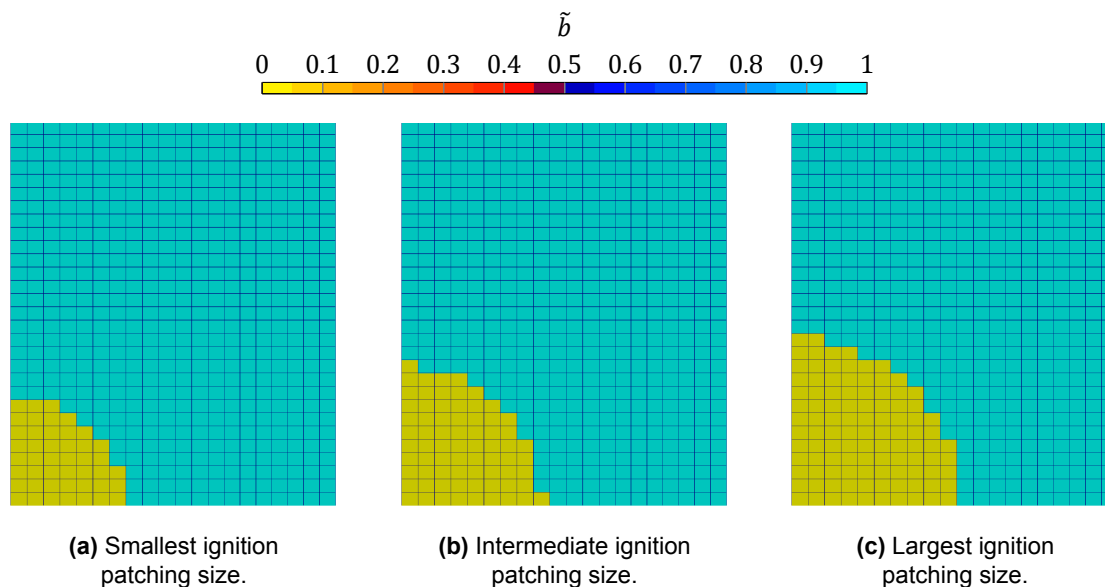 b̃
0 0.1 0.2 0.3 0.4 0.5 0.6 0.7 0.8 0.9 1
(a) Smallest ignition
patching size.
(b) Intermediate ignition
patching size.
(c) Largest ignition
patching size.